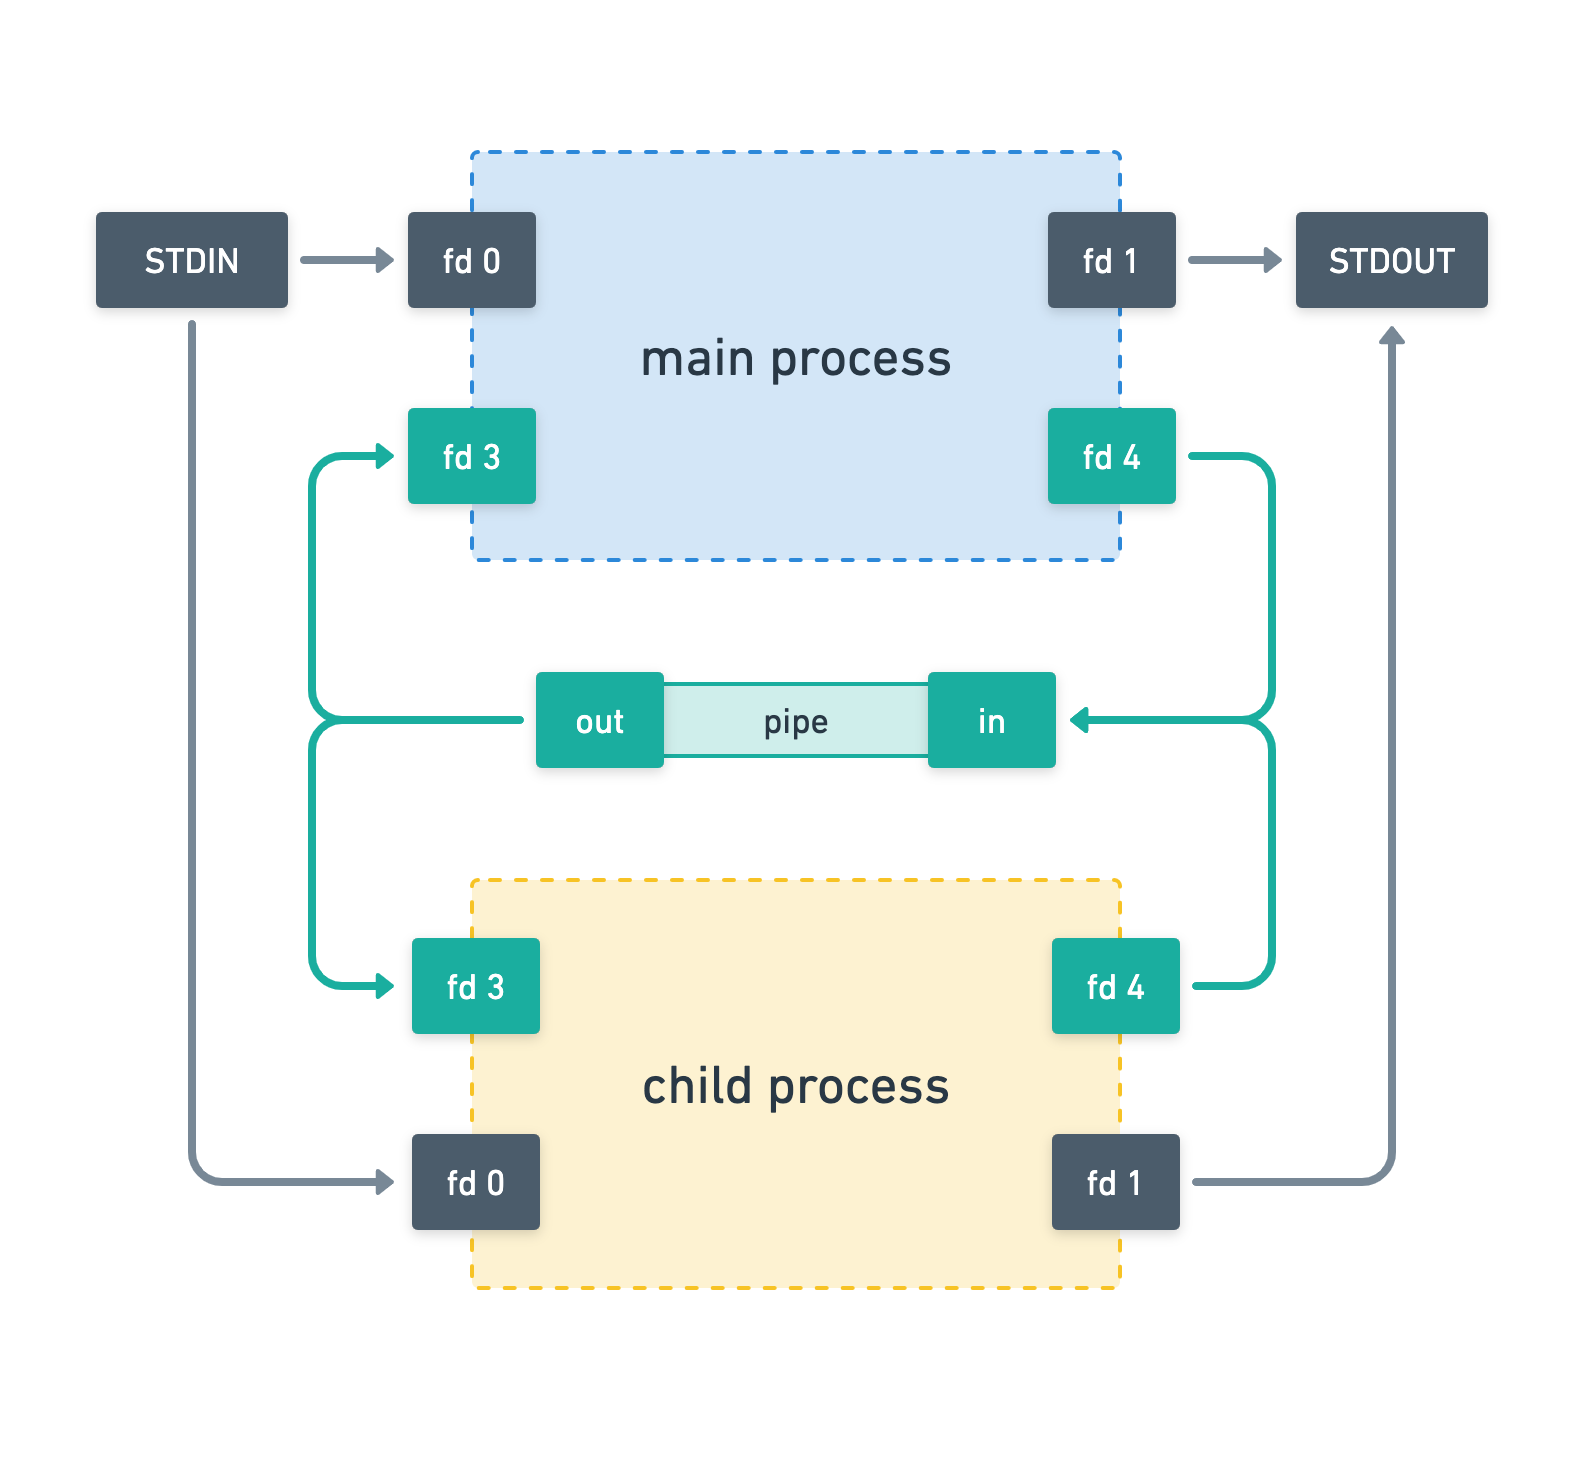 STDIN
fd 0
fd 1
STDOUT
main process
fd 3
fd 4
out
pipe
in
fd 3
fd 4
child process
fd 0
fd 1